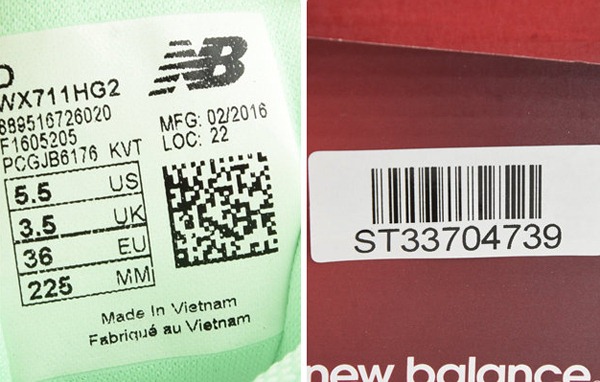 D
WX711HG2
889516726020
F1605205
PCGJB6176 KVT
5.5 US
3.5 UK
36 EU
225 MM
NB
MFG: 02/2016
LOC: 22
Made In Vietnam
Fabriqué au Vietnam
ST33704739
new balance